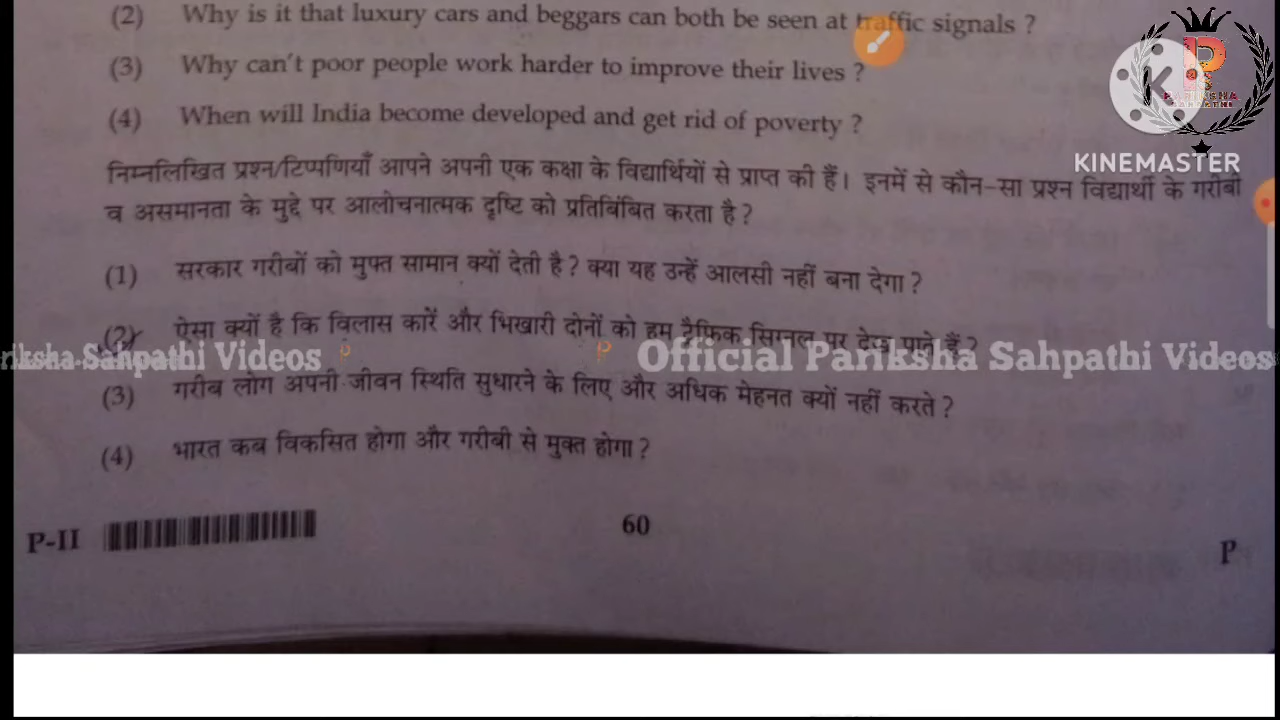 (2) Why is it that luxury cars and beggars can both be seen at traffic signals ?
(3) Why can't poor people work harder to improve their lives ?
(4) When will India become developed and get rid of poverty ?
KINEMASTER
निम्नलिखित प्रश्न/टिप्पणियाँ आपने अपनी एक कक्षा के विद्यार्थियों से प्राप्त की हैं। इनमें से कौन-सा प्रश्न विद्यार्थी के गरीबी
व असमानता के मुद्दे पर आलोचनात्मक दृष्टि को प्रतिबिंबित करता है ?
(1) सरकार गरीबों को मुफ्त सामान क्यों देती है ? क्या यह उन्हें आलसी नहीं बना देगा ?
(2) ऐसा क्यों है कि विलास कारें और भिखारी दोनों को हम ट्रैफिक सिग्नल पर देख पाते हैं ?
riksha Sahpathi Videos P P Official Pariksha Sahpathi Videos
(3) गरीब लोग अपनी जीवन स्थिति सुधारने के लिए और अधिक मेहनत क्यों नहीं करते ?
(4) भारत कब विकसित होगा और गरीबी से मुक्त होगा ?
P-II 60 P